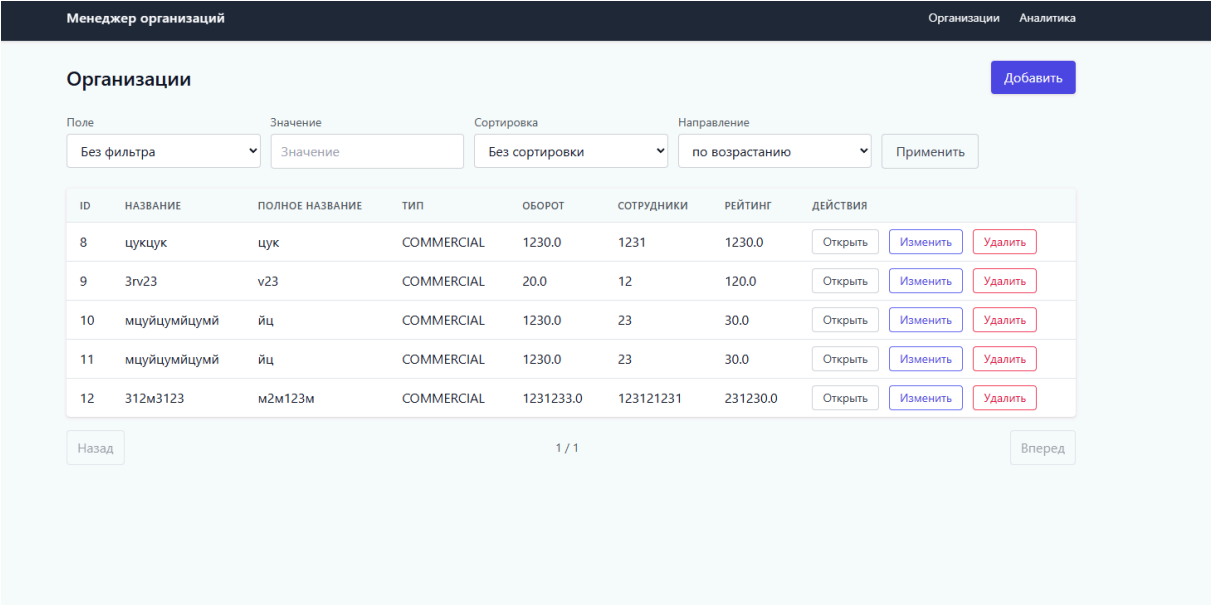 Менеджер организаций Организации Аналитика
Организации Добавить
Поле Значение Сортировка Направление
Без фильтра Значение Без сортировки по возрастанию Применить
ID НАЗВАНИЕ ПОЛНОЕ НАЗВАНИЕ ТИП ОБОРОТ СОТРУДНИКИ РЕЙТИНГ ДЕЙСТВИЯ
8 цукцук цук COMMERCIAL 1230.0 1231 1230.0 Открыть Изменить Удалить
9 3rv23 v23 COMMERCIAL 20.0 12 120.0 Открыть Изменить Удалить
10 мцуйцумйцумй йц COMMERCIAL 1230.0 23 30.0 Открыть Изменить Удалить
11 мцуйцумйцумй йц COMMERCIAL 1230.0 23 30.0 Открыть Изменить Удалить
12 312м3123 м2м123м COMMERCIAL 1231233.0 123121231 231230.0 Открыть Изменить Удалить
Назад 1 / 1 Вперед